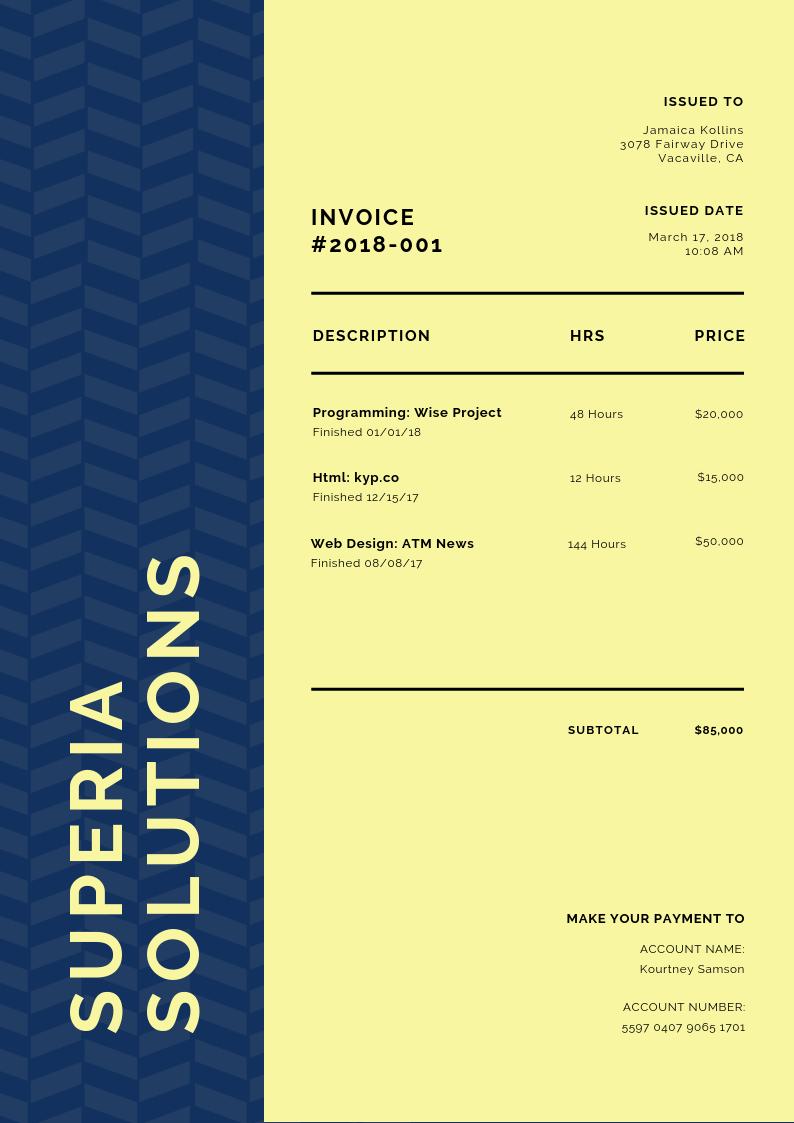 SUPERIA
SOLUTIONS
ISSUED TO
Jamaica Kollins
3078 Fairway Drive
Vacaville, CA
INVOICE
#2018-001
ISSUED DATE
March 17, 2018
10:08 AM
DESCRIPTION HRS PRICE
Programming: Wise Project 48 Hours $20,000
Finished 01/01/18
Html: kyp.co 12 Hours $15,000
Finished 12/15/17
Web Design: ATM News 144 Hours $50,000
Finished 08/08/17
SUBTOTAL $85,000
MAKE YOUR PAYMENT TO
ACCOUNT NAME:
Kourtney Samson
ACCOUNT NUMBER:
5597 0407 9065 1701